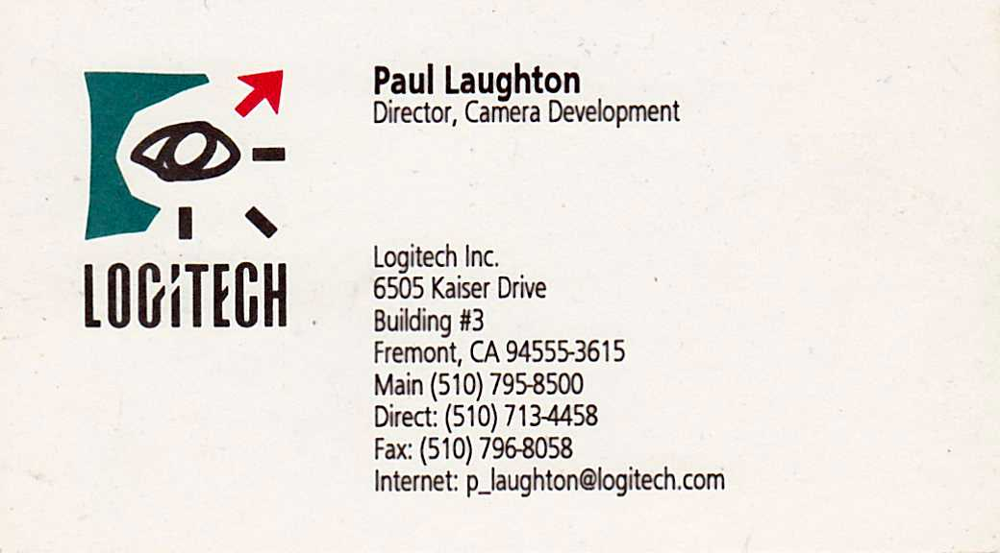 Paul Laughton
Director, Camera Development
LOGITECH
Logitech Inc.
6505 Kaiser Drive
Building #3
Fremont, CA 94555-3615
Main (510) 795-8500
Direct: (510) 713-4458
Fax: (510) 796-8058
Internet: p_laughton@logitech.com